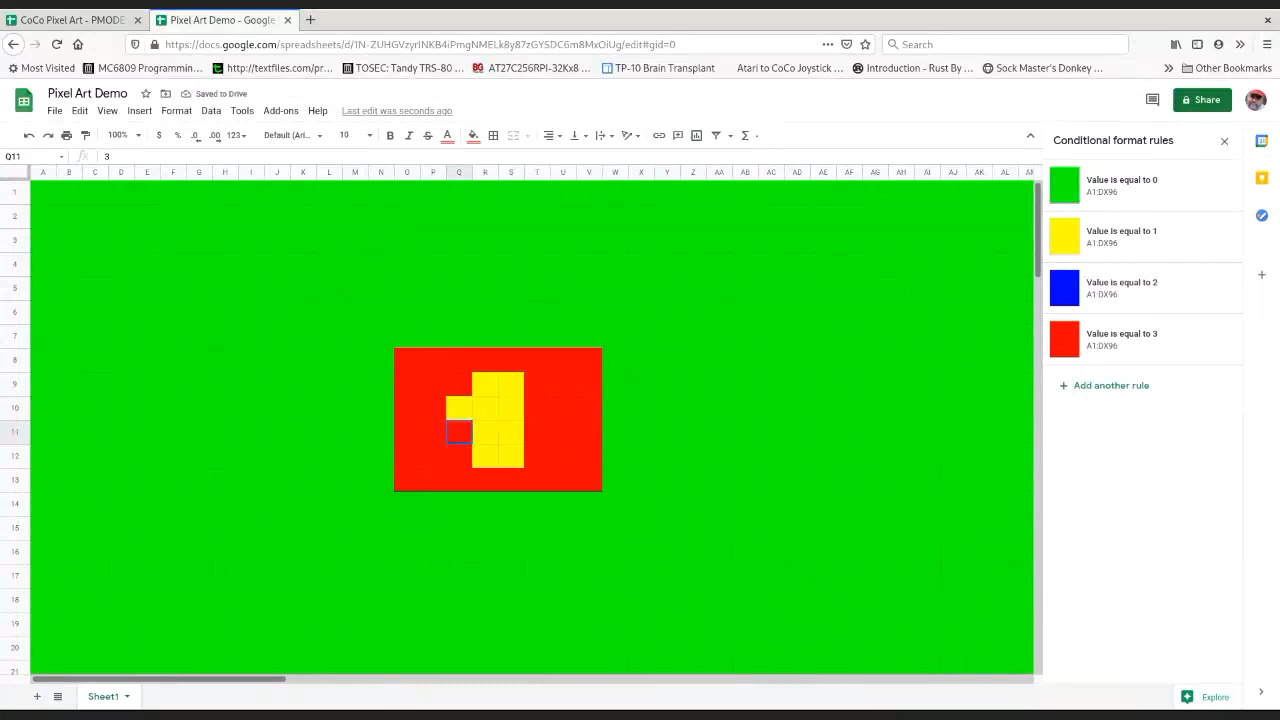 CoCo Pixel Art - PMODE
Pixel Art Demo - Google
https://docs.google.com/spreadsheets/d/1N-ZUHGVzyrINKB4iPmgNMELk8y87zGYSDC6m8MxOiUg/edit#gid=0
Search
Most Visited
MC6809 Programmin...
http://textfiles.com/pr...
TOSEC: Tandy TRS-80 ...
AT27C256RPI-32Kx8 ...
TP-10 Brain Transplant
Atari to CoCo Joystick ...
Introduction - Rust By ...
Sock Master's Donkey ...
Other Bookmarks
Pixel Art Demo
Saved to Drive
File Edit View Insert Format Data Tools Add-ons Help
Last edit was seconds ago
Share
100% $ % .0 .00 123 Default (Ari... 10
Q11
fx 3
A B C D E F G H I J K L M N O P Q R S T U V W X Y Z AA AB AC AD AE AF AG AH AI AJ AK AL
1
2
3
4
5
6
7
8
9
10
11
12
13
14
15
16
17
18
19
20
21
Conditional format rules
Value is equal to 0
A1:DX96
Value is equal to 1
A1:DX96
Value is equal to 2
A1:DX96
Value is equal to 3
A1:DX96
Add another rule
Sheet1
Explore